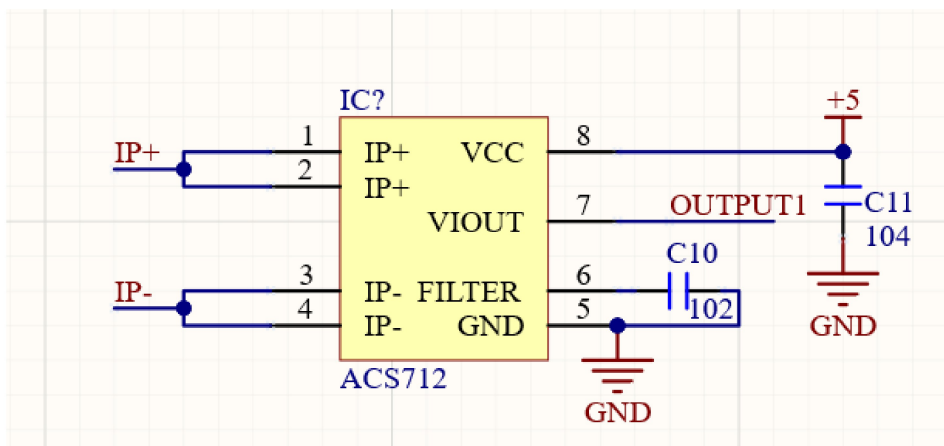 IC?
+5
IP+
1
IP+
VCC
8
2
IP+
VIOUT
7
OUTPUT1
C11
104
C10
IP-
3
IP-
FILTER
6
102
4
IP-
GND
5
GND
ACS712
GND